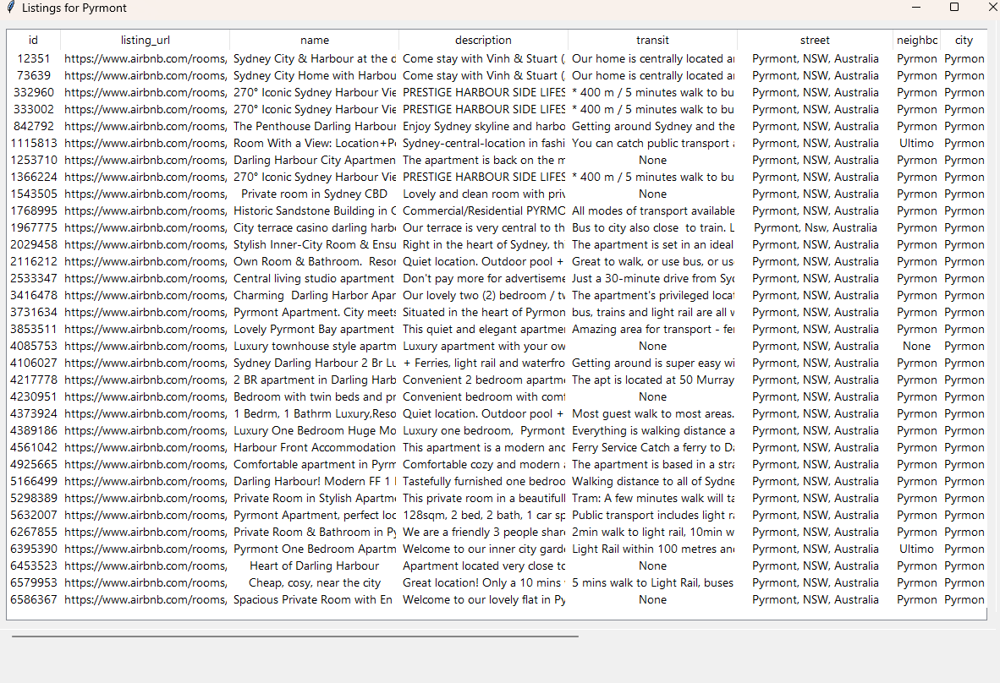 Listings for Pyrmont
id listing_url name description transit street neighbc city
12351 https://www.airbnb.com/rooms, Sydney City & Harbour at the d Come stay with Vinh & Stuart (. Our home is centrally located ar Pyrmont, NSW, Australia Pyrmon Pyrmon
73639 https://www.airbnb.com/rooms, Sydney City Home with Harbou Come stay with Vinh & Stuart (. Our home is centrally located ar Pyrmont, NSW, Australia Pyrmon Pyrmon
332960 https://www.airbnb.com/rooms, 270° Iconic Sydney Harbour Vie PRESTIGE HARBOUR SIDE LIFES * 400 m / 5 minutes walk to bu Pyrmont, NSW, Australia Pyrmon Pyrmon
333002 https://www.airbnb.com/rooms, 270° Iconic Sydney Harbour Vie PRESTIGE HARBOUR SIDE LIFES * 400 m / 5 minutes walk to bu Pyrmont, NSW, Australia Pyrmon Pyrmon
842792 https://www.airbnb.com/rooms, The Penthouse Darling Harbour Enjoy Sydney skyline and harbo Getting around Sydney and the Pyrmont, NSW, Australia Pyrmon Pyrmon
1115813 https://www.airbnb.com/rooms, Room With a View: Location+Pe Sydney-central-location in fashi You can catch public transport a Pyrmont, NSW, Australia Ultimo Pyrmon
1253710 https://www.airbnb.com/rooms, Darling Harbour City Apartmen The apartment is back on the m None Pyrmont, NSW, Australia Pyrmon Pyrmon
1366224 https://www.airbnb.com/rooms, 270° Iconic Sydney Harbour Vie PRESTIGE HARBOUR SIDE LIFES * 400 m / 5 minutes walk to bu Pyrmont, NSW, Australia Pyrmon Pyrmon
1543505 https://www.airbnb.com/rooms, Private room in Sydney CBD Lovely and clean room with priv None Pyrmont, NSW, Australia Pyrmon Pyrmon
1768995 https://www.airbnb.com/rooms, Historic Sandstone Building in C Commercial/Residential PYRMC All modes of transport available Pyrmont, NSW, Australia Pyrmon Pyrmon
1967775 https://www.airbnb.com/rooms, City terrace casino darling harbo Our terrace is very central to th Bus to city also close to train. L Pyrmont, Nsw, Australia Pyrmon Pyrmon
2029458 https://www.airbnb.com/rooms, Stylish Inner-City Room & Ensu Right in the heart of Sydney, th The apartment is set in an ideal Pyrmont, NSW, Australia Pyrmon Pyrmon
2116212 https://www.airbnb.com/rooms, Own Room & Bathroom. Resor Quiet location. Outdoor pool + Great to walk, or use bus, or use Pyrmont, NSW, Australia Pyrmon Pyrmon
2533347 https://www.airbnb.com/rooms, Central living studio apartment Don't pay more for advertiseme Just a 30-minute drive from Syd Pyrmont, NSW, Australia Pyrmon Pyrmon
3416478 https://www.airbnb.com/rooms, Charming Darling Harbor Apar Our lovely two (2) bedroom / tw The apartment's privileged locat Pyrmont, NSW, Australia Pyrmon Pyrmon
3731634 https://www.airbnb.com/rooms, Pyrmont Apartment. City meets Situated in the heart of Pyrmon bus, trains and light rail are all w Pyrmont, NSW, Australia Pyrmon Pyrmon
3853511 https://www.airbnb.com/rooms, Lovely Pyrmont Bay apartment This quiet and elegant apartmer Amazing area for transport - fer Pyrmont, NSW, Australia Pyrmon Pyrmon
4085753 https://www.airbnb.com/rooms, Luxury townhouse style apartm Luxury apartment with your ow None Pyrmont, NSW, Australia None Pyrmon
4106027 https://www.airbnb.com/rooms, Sydney Darling Harbour 2 Br Lu + Ferries, light rail and waterfro Getting around is super easy wi Pyrmont, NSW, Australia Pyrmon Pyrmon
4217778 https://www.airbnb.com/rooms, 2 BR apartment in Darling Harb Convenient 2 bedroom apartme The apt is located at 50 Murray Pyrmont, NSW, Australia Pyrmon Pyrmon
4230951 https://www.airbnb.com/rooms, Bedroom with twin beds and pr Convenient bedroom with comf None Pyrmont, NSW, Australia Pyrmon Pyrmon
4373924 https://www.airbnb.com/rooms, 1 Bedrm, 1 Bathrm Luxury,Reso Quiet location. Outdoor pool + Most guest walk to most areas. Pyrmont, NSW, Australia Pyrmon Pyrmon
4389186 https://www.airbnb.com/rooms, Luxury One Bedroom Huge Mo Luxury one bedroom, Pyrmont Everything is walking distance a Pyrmont, NSW, Australia Pyrmon Pyrmon
4561042 https://www.airbnb.com/rooms, Harbour Front Accommodation This apartment is a modern and Ferry Service Catch a ferry to Da Pyrmont, NSW, Australia Pyrmon Pyrmon
4925665 https://www.airbnb.com/rooms, Comfortable apartment in Pyrm Comfortable cozy and modern a The apartment is based in a stra Pyrmont, NSW, Australia Pyrmon Pyrmon
5166499 https://www.airbnb.com/rooms, Darling Harbour! Modern FF 1 l Tastefully furnished one bedroo Walking distance to all of Sydne Pyrmont, NSW, Australia Pyrmon Pyrmon
5298389 https://www.airbnb.com/rooms, Private Room in Stylish Apartme This private room in a beautifull Tram: A few minutes walk will ta Pyrmont, NSW, Australia Pyrmon Pyrmon
5632007 https://www.airbnb.com/rooms, Pyrmont Apartment, perfect loc 128sqm, 2 bed, 2 bath, 1 car sp Public transport includes light ra Pyrmont, NSW, Australia Pyrmon Pyrmon
6267855 https://www.airbnb.com/rooms, Private Room & Bathroom in Py We are a friendly 3 people share 2min walk to light rail, 10min w Pyrmont, NSW, Australia Pyrmon Pyrmon
6395390 https://www.airbnb.com/rooms, Pyrmont One Bedroom Apartm Welcome to our inner city garde Light Rail within 100 metres and Pyrmont, NSW, Australia Ultimo Pyrmon
6453523 https://www.airbnb.com/rooms, Heart of Darling Harbour Apartment located very close to None Pyrmont, NSW, Australia Pyrmon Pyrmon
6579953 https://www.airbnb.com/rooms, Cheap, cosy, near the city Great location! Only a 10 mins 5 mins walk to Light Rail, buses Pyrmont, NSW, Australia Pyrmon Pyrmon
6586367 https://www.airbnb.com/rooms, Spacious Private Room with En Welcome to our lovely flat in Py None Pyrmont, NSW, Australia Pyrmon Pyrmon